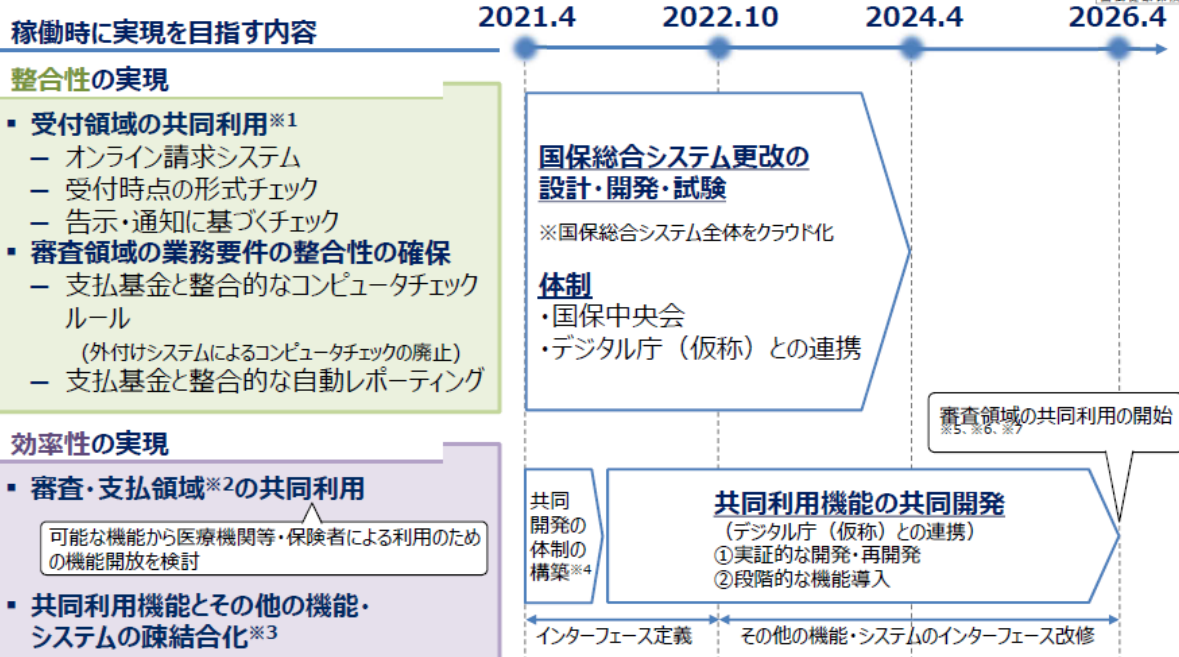 稼働時に実現を目指す内容
2021.4
2022.10
2024.4
2026.4
整合性の実現
▪ 受付領域の共同利用※1
− オンライン請求システム
− 受付時点の形式チェック
− 告示・通知に基づくチェック
▪ 審査領域の業務要件の整合性の確保
− 支払基金と整合的なコンピュータチェック
ルール
(外付けシステムによるコンピュータチェックの廃止)
− 支払基金と整合的な自動レポーティング
国保総合システム更改の
設計・開発・試験
※国保総合システム全体をクラウド化
体制
・国保中央会
・デジタル庁（仮称）との連携
審査領域の共同利用の開始
※5、※6、※7
効率性の実現
▪ 審査・支払領域※2の共同利用
可能な機能から医療機関等・保険者による利用のため
の機能開放を検討
▪ 共同利用機能とその他の機能・
システムの疎結合化※3
共同
開発の
体制の
構築※4
共同利用機能の共同開発
（デジタル庁（仮称）との連携）
①実証的な開発・再開発
②段階的な機能導入
インターフェース定義
その他の機能・システムのインターフェース改修